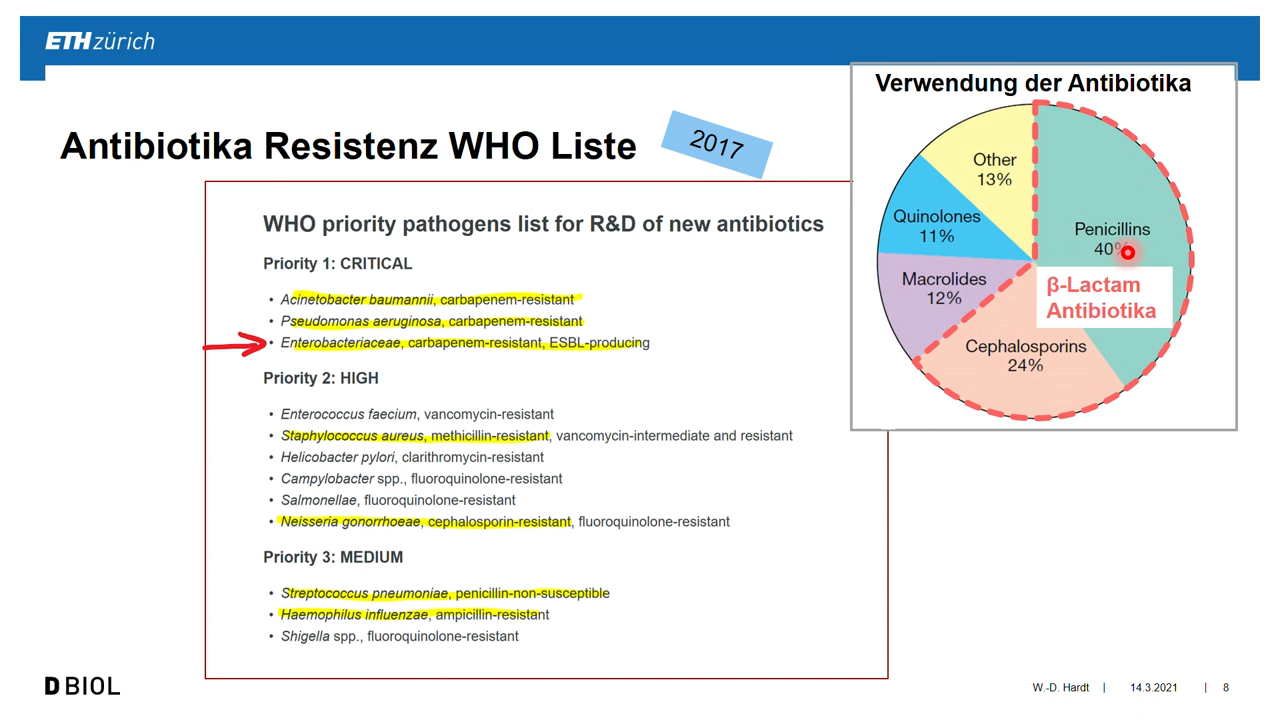 ETH zürich
Verwendung der Antibiotika
Antibiotika Resistenz WHO Liste
2017
WHO priority pathogens list for R&D of new antibiotics
Priority 1: CRITICAL
• Acinetobacter baumannii, carbapenem-resistant
• Pseudomonas aeruginosa, carbapenem-resistant
• Enterobacteriaceae, carbapenem-resistant, ESBL-producing
Priority 2: HIGH
• Enterococcus faecium, vancomycin-resistant
• Staphylococcus aureus, methicillin-resistant, vancomycin-intermediate and resistant
• Helicobacter pylori, clarithromycin-resistant
• Campylobacter spp., fluoroquinolone-resistant
• Salmonellae, fluoroquinolone-resistant
• Neisseria gonorrhoeae, cephalosporin-resistant, fluoroquinolone-resistant
Priority 3: MEDIUM
• Streptococcus pneumoniae, penicillin-non-susceptible
• Haemophilus influenzae, ampicillin-resistant
• Shigella spp., fluoroquinolone-resistant
Other
13%
Quinolones
11%
Macrolides
12%
Penicillins
40%
β-Lactam
Antibiotika
Cephalosporins
24%
D BIOL
W.-D. Hardt | 14.3.2021 | 8